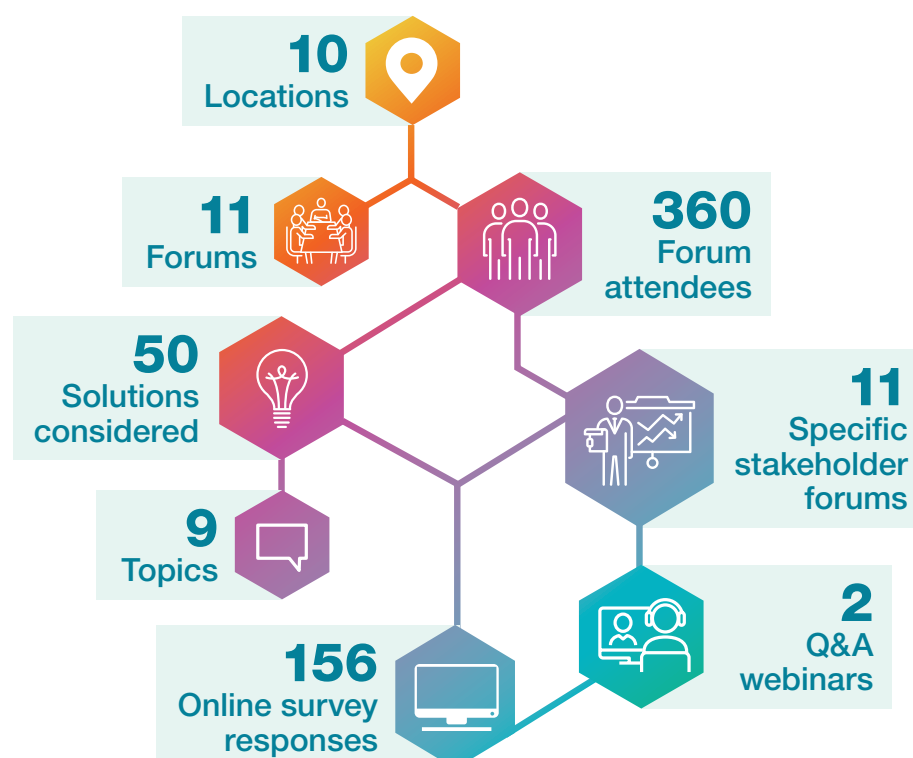 10
Locations
11
Forums
360
Forum
attendees
50
Solutions
considered
11
Specific
stakeholder
forums
9
Topics
2
Q&A
webinars
156
Online survey
responses